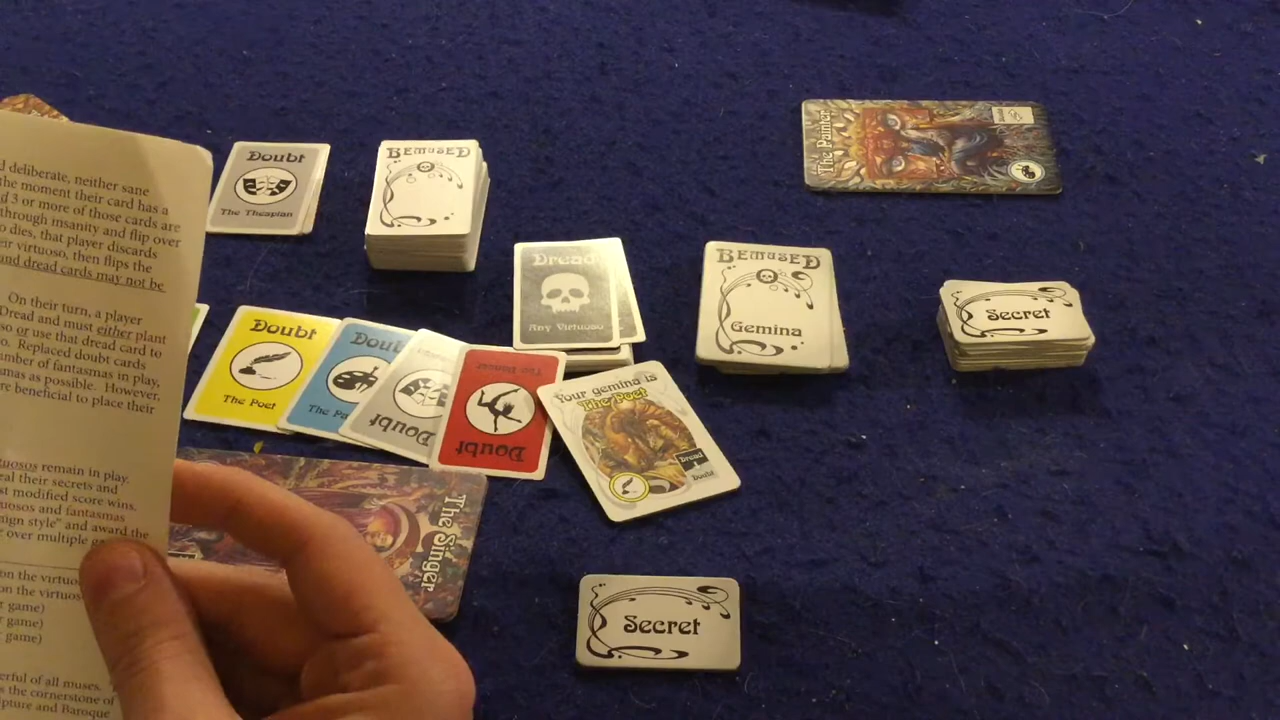 d deliberate, neither sane
the moment their card has a
d 3 or more of those cards are
through insanity and flip over
o dies, that player discards
eir virtuoso, then flips the
and dread cards may not be
On their turn, a player
Dread and must either plant
so or use that dread card to
o. Replaced doubt cards
umber of fantasmas in play,
mas as possible. However,
re beneficial to place their
tuosos remain in play.
eal their secrets and
st modified score wins.
uosos and fantasmas
ign style" and award the
e over multiple
on the virtuo
on the virtuos
r game)
r game)
r game)
erful of all muses.
s the cornerstone of
pture and Baroque
Doubt
The Thespian
BEMUSED
The Painter
Dread
Any Virtuoso
BEMUSED
Gemina
Secret
Doubt
The Poet
Doubt
The Pa
Doubt
The Dancer
Doubt
Your gemina is
The Poet
Dread
Doubt
The Singer
Secret